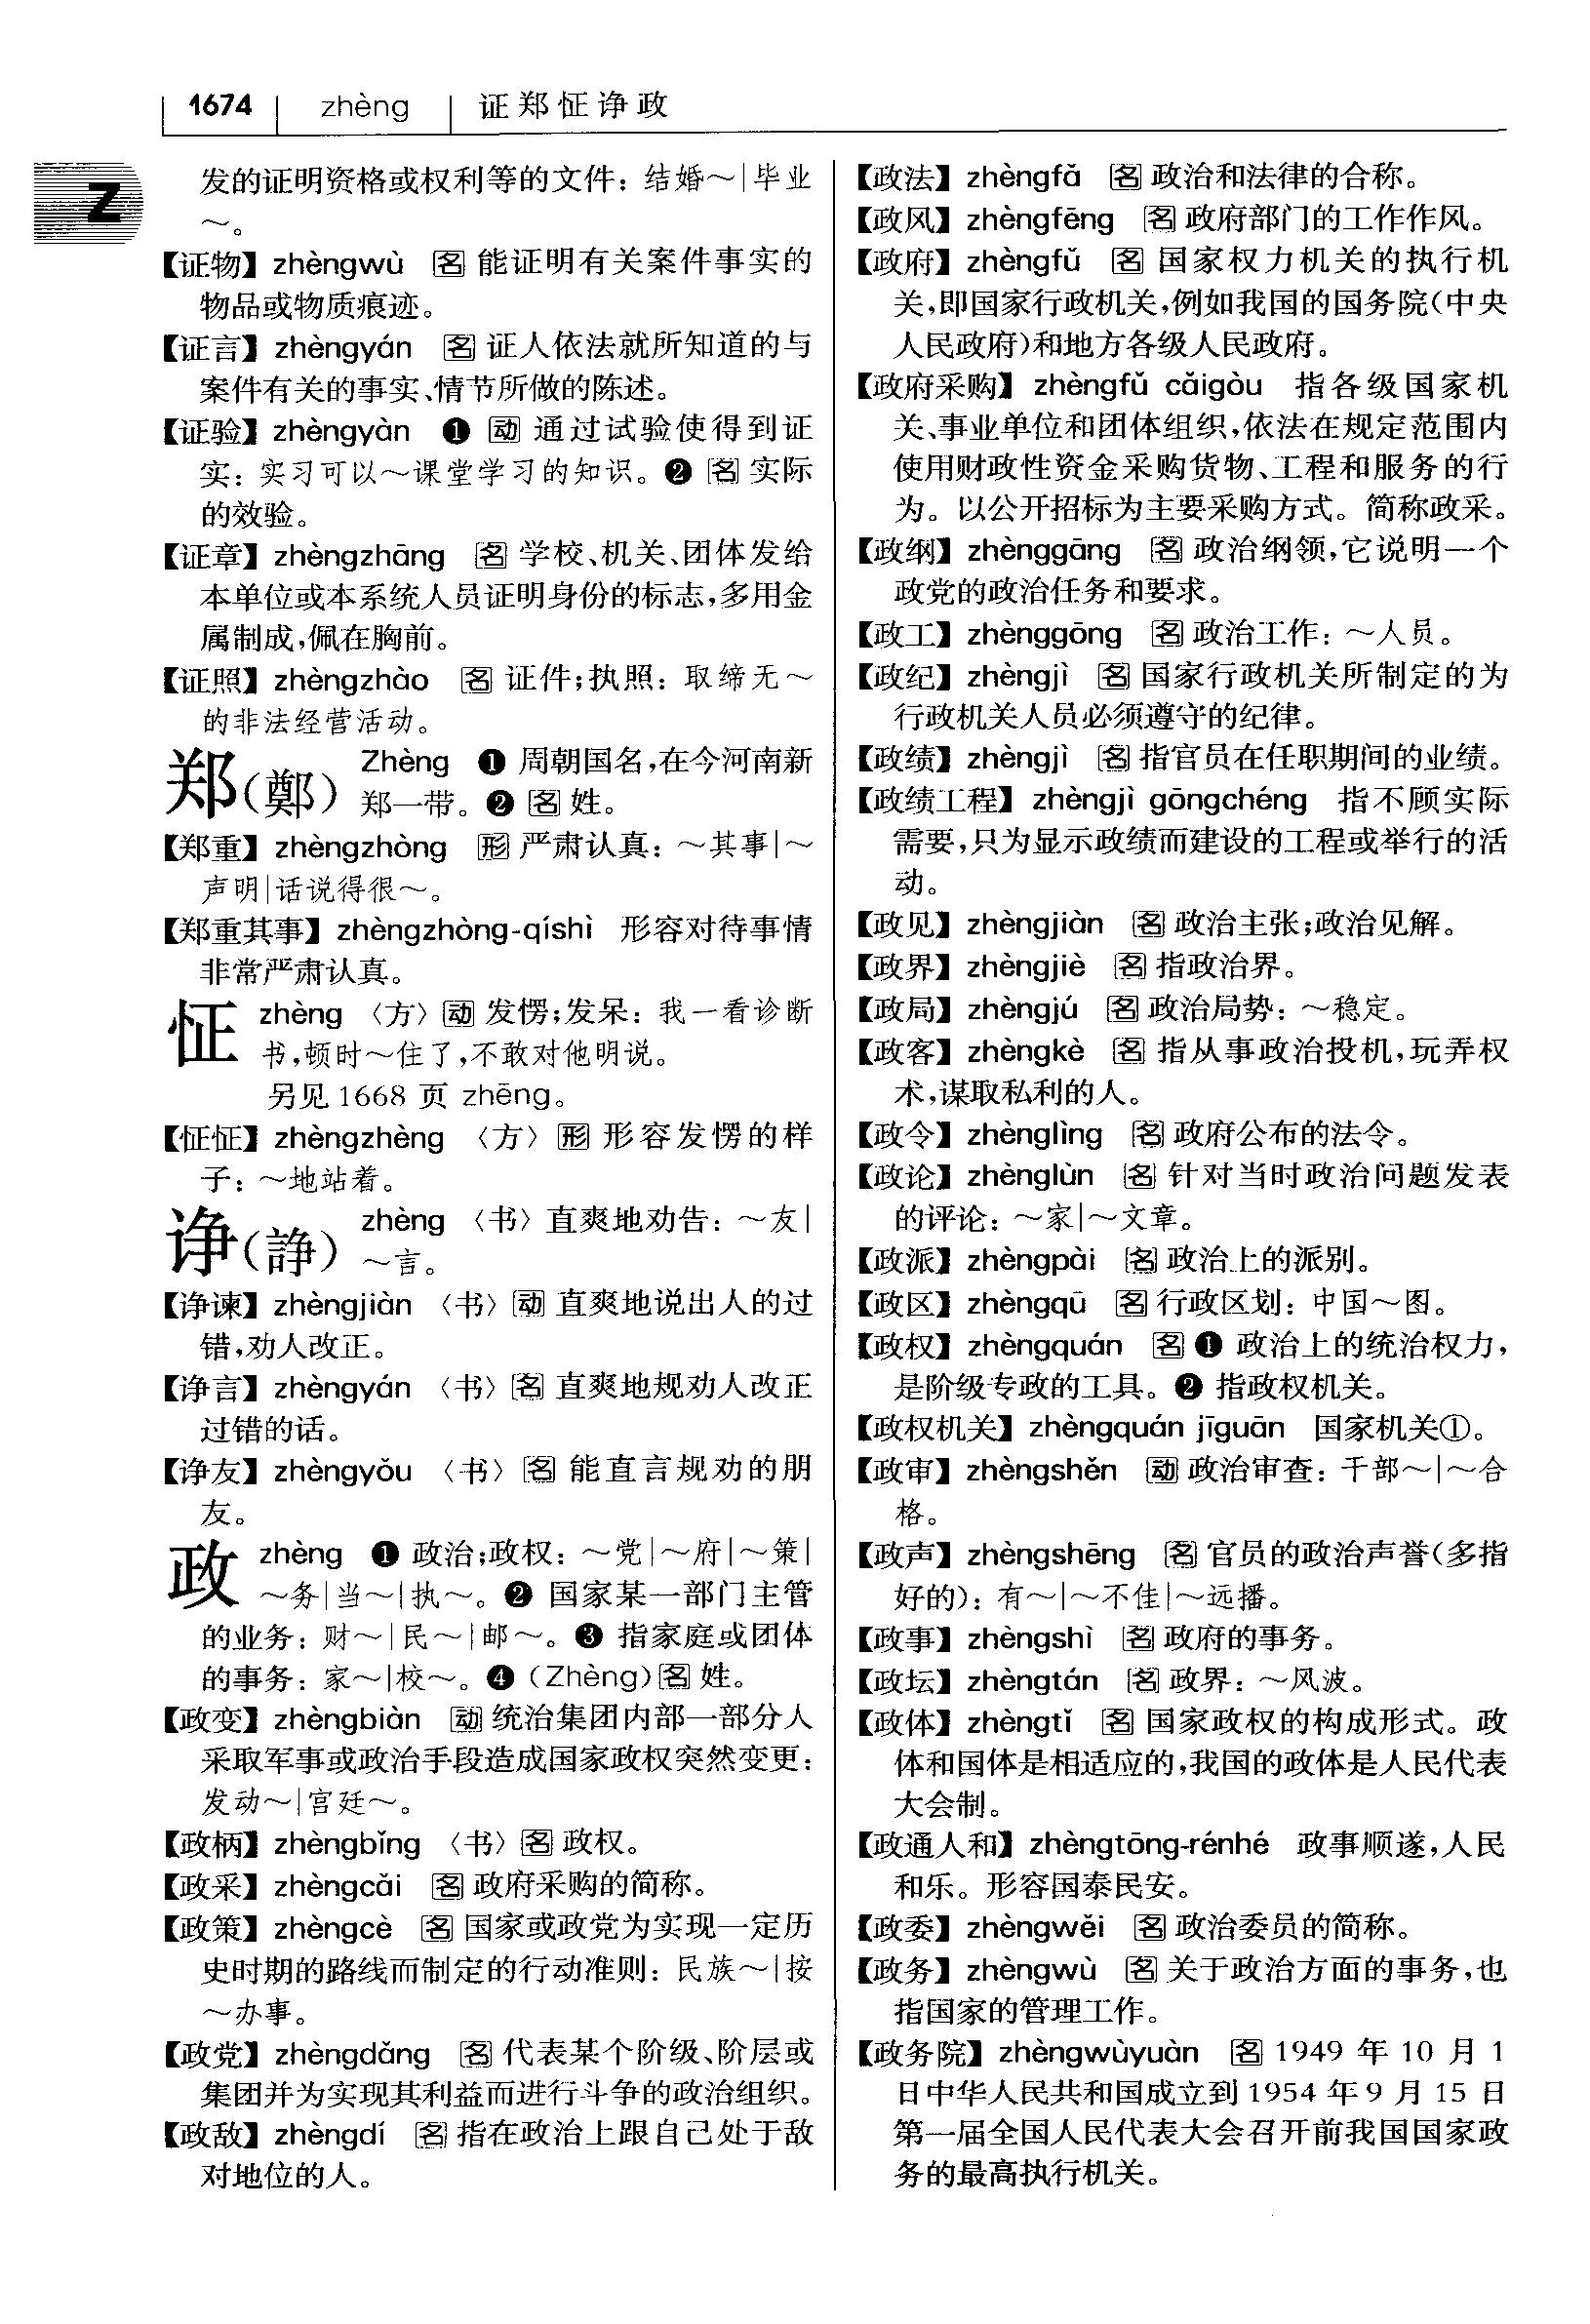 1674 zhèng 证郑怔诤政
Z
发的证明资格或权利等的文件：结婚～|毕业
～。
【证物】 zhèngwù 名 能证明有关案件事实的
物品或物质痕迹。
【证言】 zhèngyán 名 证人依法就所知道的与
案件有关的事实、情节所做的陈述。
【证验】 zhèngyàn ❶ 动 通过试验使得到证
实：实习可以～课堂学习的知识。❷ 名 实际
的效验。
【证章】 zhèngzhāng 名 学校、机关、团体发给
本单位或本系统人员证明身份的标志,多用金
属制成,佩在胸前。
【证照】 zhèngzhào 名 证件;执照：取缔无～
的非法经营活动。
郑(鄭) Zhèng ❶ 周朝国名,在今河南新
郑一带。❷ 名 姓。
【郑重】 zhèngzhòng 形 严肃认真：～其事|～
声明|话说得很～。
【郑重其事】 zhèngzhòng-qíshì 形容对待事情
非常严肃认真。
怔 zhèng 〈方〉 动 发愣;发呆：我一看诊断
书,顿时～住了,不敢对他明说。
另见 1668 页 zhēng。
【怔怔】 zhèngzhèng 〈方〉 形 形容发愣的样
子：～地站着。
诤(諍) zhèng 〈书〉 直爽地劝告：～友|
～言。
【诤谏】 zhèngjiàn 〈书〉 动 直爽地说出人的过
错,劝人改正。
【诤言】 zhèngyán 〈书〉 名 直爽地规劝人改正
过错的话。
【诤友】 zhèngyǒu 〈书〉 名 能直言规劝的朋
友。
政 zhèng ❶ 政治;政权：～党|～府|～策|
～务|当～|执～。❷ 国家某一部门主管
的业务：财～|民～|邮～。❸ 指家庭或团体
的事务：家～|校～。❹ (Zhèng) 名 姓。
【政变】 zhèngbiàn 动 统治集团内部一部分人
采取军事或政治手段造成国家政权突然变更：
发动～|宫廷～。
【政柄】 zhèngbǐng 〈书〉 名 政权。
【政采】 zhèngcǎi 名 政府采购的简称。
【政策】 zhèngcè 名 国家或政党为实现一定历
史时期的路线而制定的行动准则：民族～|按
～办事。
【政党】 zhèngdǎng 名 代表某个阶级、阶层或
集团并为实现其利益而进行斗争的政治组织。
【政敌】 zhèngdí 名 指在政治上跟自己处于敌
对地位的人。
【政法】 zhèngfǎ 名 政治和法律的合称。
【政风】 zhèngfēng 名 政府部门的工作作风。
【政府】 zhèngfǔ 名 国家权力机关的执行机
关,即国家行政机关,例如我国的国务院(中央
人民政府)和地方各级人民政府。
【政府采购】 zhèngfǔ cǎigòu 指各级国家机
关、事业单位和团体组织,依法在规定范围内
使用财政性资金采购货物、工程和服务的行
为。以公开招标为主要采购方式。简称政采。
【政纲】 zhènggāng 名 政治纲领,它说明一个
政党的政治任务和要求。
【政工】 zhènggōng 名 政治工作：～人员。
【政纪】 zhèngjì 名 国家行政机关所制定的为
行政机关人员必须遵守的纪律。
【政绩】 zhèngjì 名 指官员在任职期间的业绩。
【政绩工程】 zhèngjì gōngchéng 指不顾实际
需要,只为显示政绩而建设的工程或举行的活
动。
【政见】 zhèngjiàn 名 政治主张;政治见解。
【政界】 zhèngjiè 名 指政治界。
【政局】 zhèngjú 名 政治局势：～稳定。
【政客】 zhèngkè 名 指从事政治投机,玩弄权
术,谋取私利的人。
【政令】 zhènglìng 名 政府公布的法令。
【政论】 zhènglùn 名 针对当时政治问题发表
的评论：～家|～文章。
【政派】 zhèngpài 名 政治上的派别。
【政区】 zhèngqū 名 行政区划：中国～图。
【政权】 zhèngquán 名 ❶ 政治上的统治权力,
是阶级专政的工具。❷ 指政权机关。
【政权机关】 zhèngquán jīguān 国家机关①。
【政审】 zhèngshěn 动 政治审查：干部～|～合
格。
【政声】 zhèngshēng 名 官员的政治声誉(多指
好的)：有～|～不佳|～远播。
【政事】 zhèngshì 名 政府的事务。
【政坛】 zhèngtán 名 政界：～风波。
【政体】 zhèngtǐ 名 国家政权的构成形式。政
体和国体是相适应的,我国的政体是人民代表
大会制。
【政通人和】 zhèngtōng-rénhé 政事顺遂,人民
和乐。形容国泰民安。
【政委】 zhèngwěi 名 政治委员的简称。
【政务】 zhèngwù 名 关于政治方面的事务,也
指国家的管理工作。
【政务院】 zhèngwùyuàn 名 1949 年 10 月 1
日中华人民共和国成立到 1954 年 9 月 15 日
第一届全国人民代表大会召开前我国国家政
务的最高执行机关。